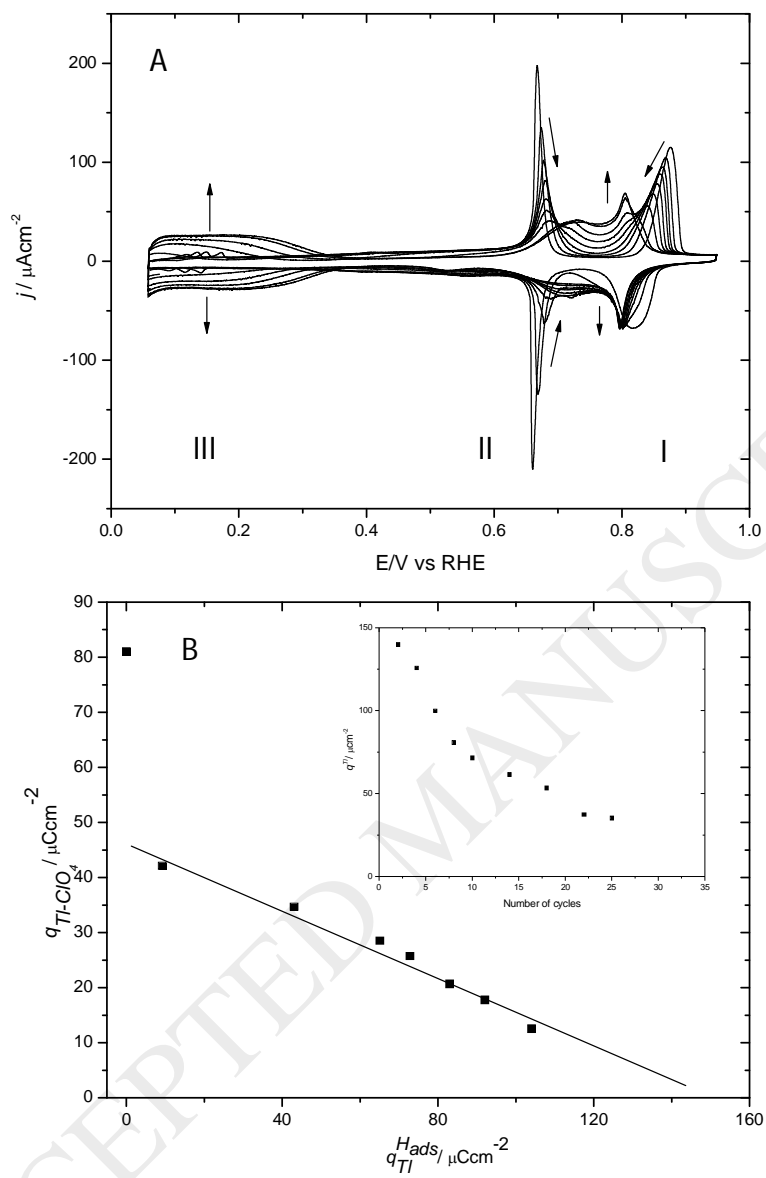 A
200
100
0
-100
-200
j / μAcm-2
III
II
I
0.0 0.2 0.4 0.6 0.8 1.0
E/V vs RHE
B
90
80
70
60
50
40
30
20
10
0
qTl-ClO4/ μCcm-2
0 40 80 120 160
qTlHads/ μCcm-2
150
100
50
0
qTl/ μcm-2
0 5 10 15 20 25 30 35
Number of cycles
CEPTED MANUSC